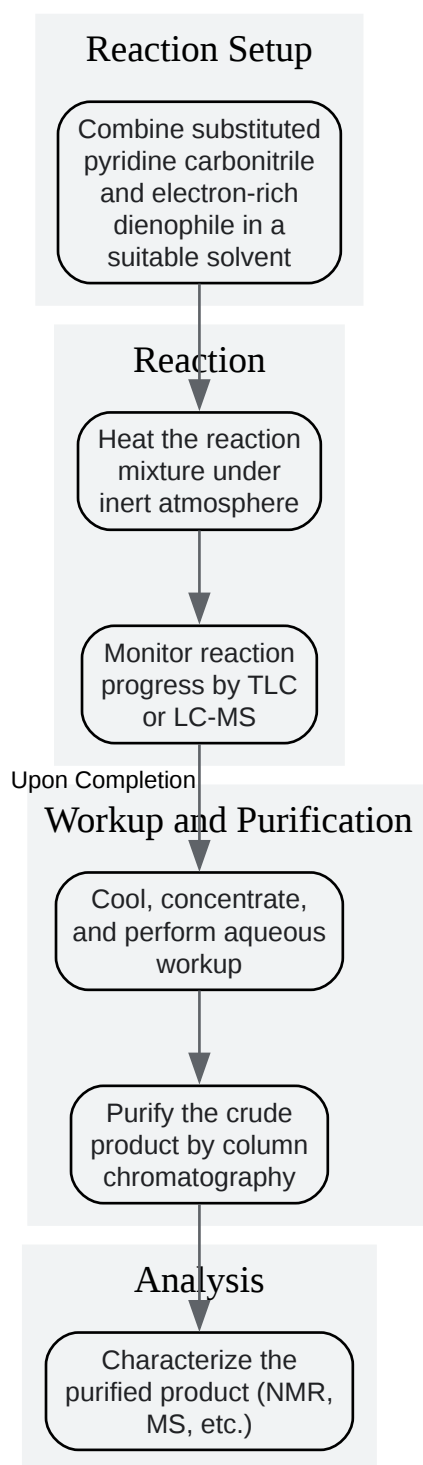 Reaction Setup
Combine substituted
pyridine carbonitrile
and electron-rich
dienophile in a
suitable solvent
Reaction
Heat the reaction
mixture under
inert atmosphere
Monitor reaction
progress by TLC
or LC-MS
Upon Completion
Workup and Purification
Cool, concentrate,
and perform aqueous
workup
Purify the crude
product by column
chromatography
Analysis
Characterize the
purified product (NMR,
MS, etc.)